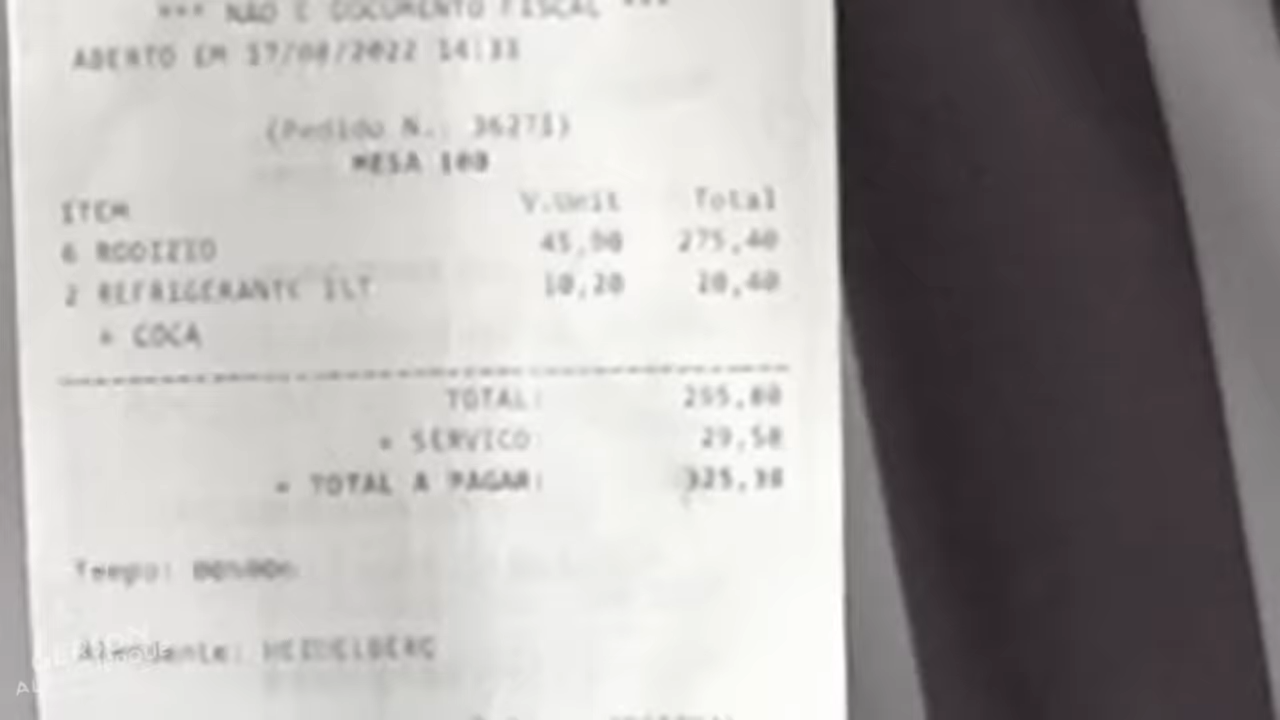 *** NAO E DOCUMENTO FISCAL ***
ABERTO EM 17/08/2022 14:33
(Pedido N.: 36271)
MESA 100
ITEM V.Unit Total
6 RODIZIO 45,90 275,40
2 REFRIGERANTE 1LT 10,20 20,40
+ COCA
TOTAL: 295,80
+ SERVICO: 29,58
= TOTAL A PAGAR: 325,38
Tempo: 00h00m
Atendente: HEIDELBERG